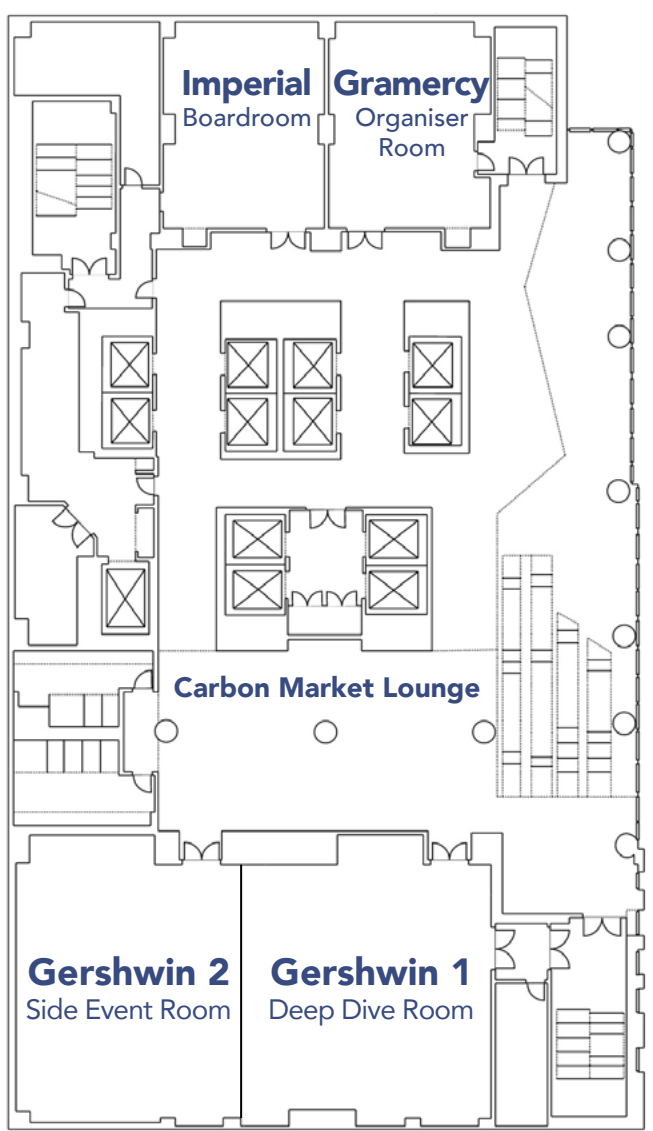 Imperial
Boardroom
Gramercy
Organiser
Room
Carbon Market Lounge
Gershwin 2
Side Event Room
Gershwin 1
Deep Dive Room